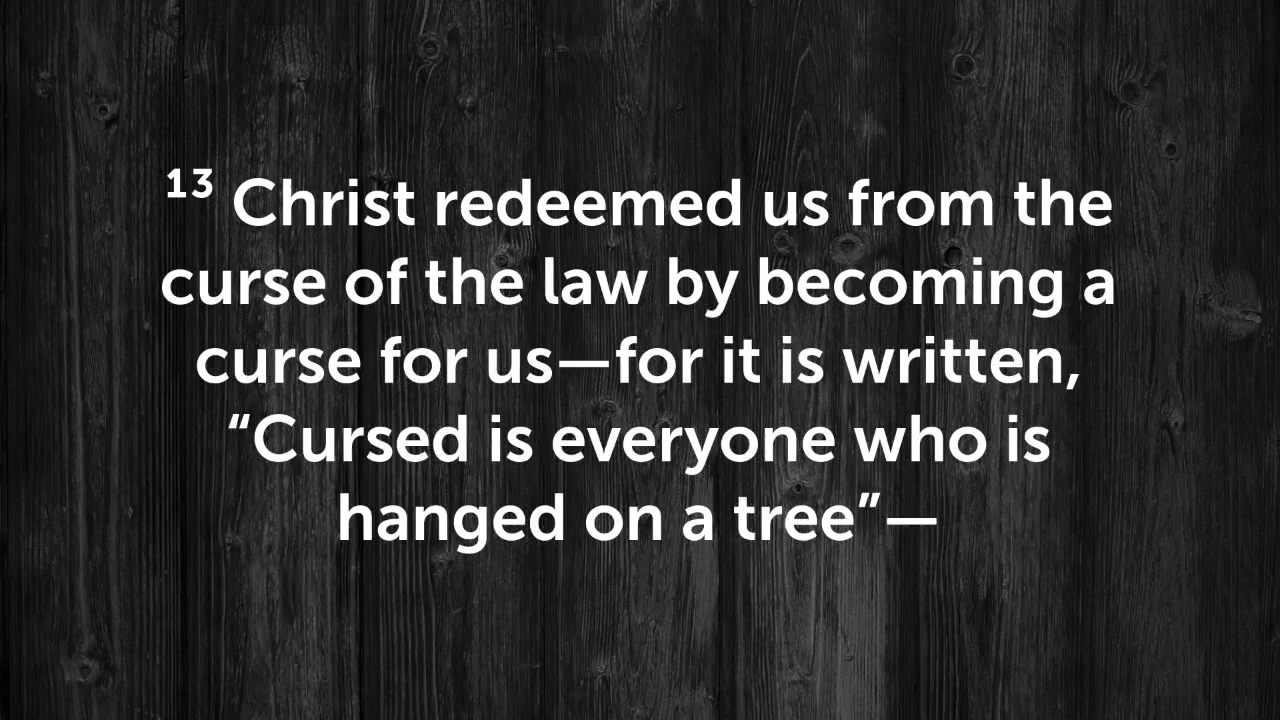 ¹³ Christ redeemed us from the
curse of the law by becoming a
curse for us—for it is written,
“Cursed is everyone who is
hanged on a tree”—